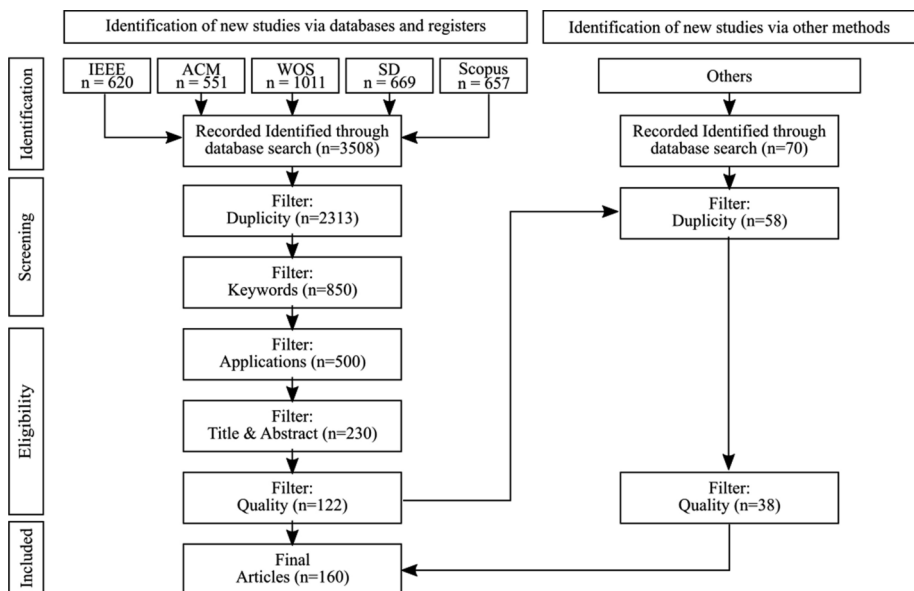 Identification of new studies via databases and registers
Identification of new studies via other methods
Identification
IEEE
n = 620
ACM
n = 551
WOS
n = 1011
SD
n = 669
Scopus
n = 657
Others
Recorded Identified through
database search (n=3508)
Recorded Identified through
database search (n=70)
Screening
Filter:
Duplicity (n=2313)
Filter:
Duplicity (n=58)
Filter:
Keywords (n=850)
Eligibility
Filter:
Applications (n=500)
Filter:
Title & Abstract (n=230)
Filter:
Quality (n=122)
Filter:
Quality (n=38)
Included
Final
Articles (n=160)